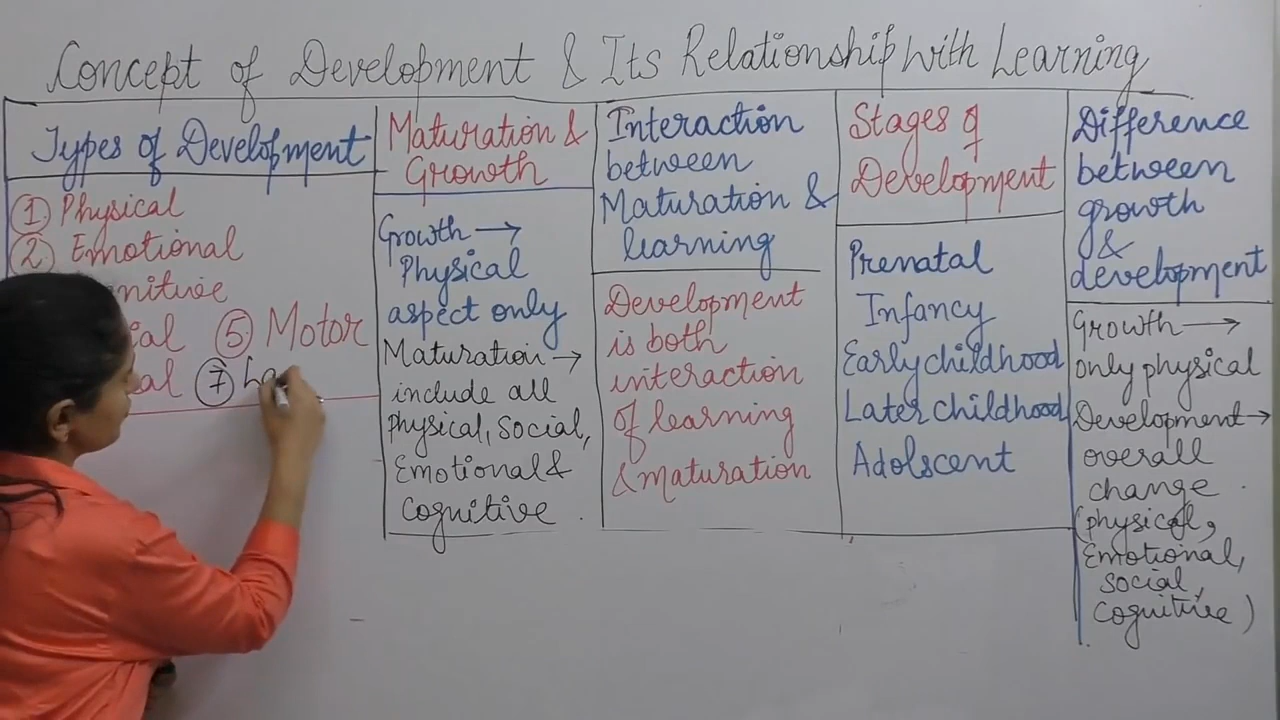 Concept of Development & Its Relationship with Learning
Types of Development
① Physical
② Emotional
⑤ Motor
⑦
Maturation &
Growth
Growth →
Physical
aspect only
Maturation →
include all
Physical, Social,
Emotional &
Cognitive .
Interaction
between
Maturation &
learning
Development
is both
interaction
of learning
& maturation
Stages of
Development
Prenatal
Infancy
Early childhood
Later childhood
Adolscent
Difference
between
growth
&
development
Growth →
only physical
Development →
overall
change .
(physical,
Emotional,
social,
cognitive)